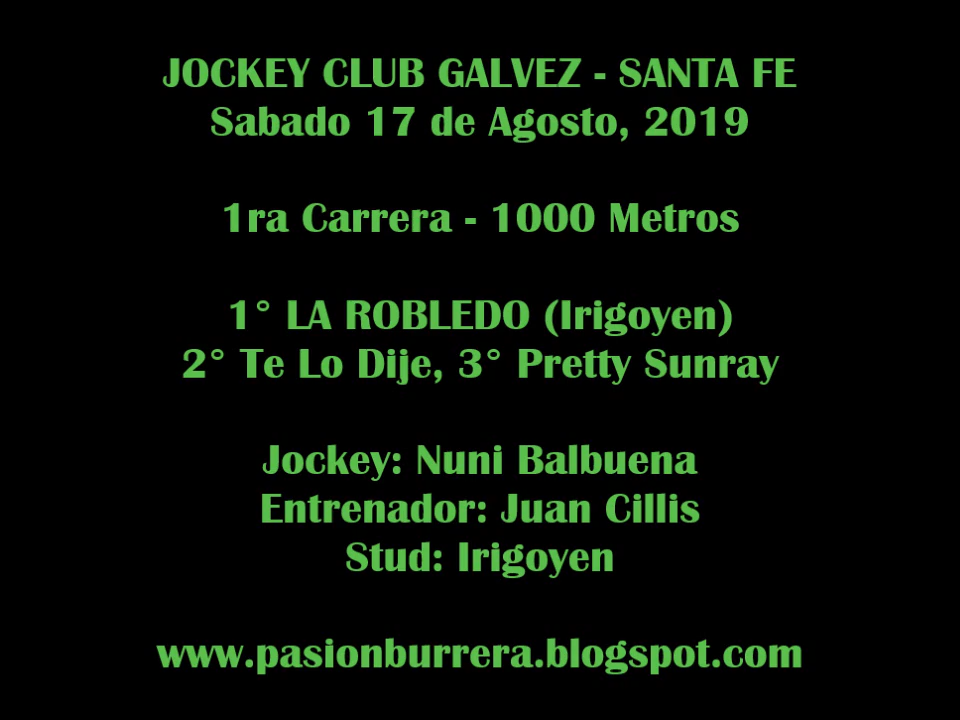 JOCKEY CLUB GALVEZ - SANTA FE
Sabado 17 de Agosto, 2019
1ra Carrera - 1000 Metros
1° LA ROBLEDO (Irigoyen)
2° Te Lo Dije, 3° Pretty Sunray
Jockey: Nuni Balbuena
Entrenador: Juan Cillis
Stud: Irigoyen
www.pasionburrera.blogspot.com